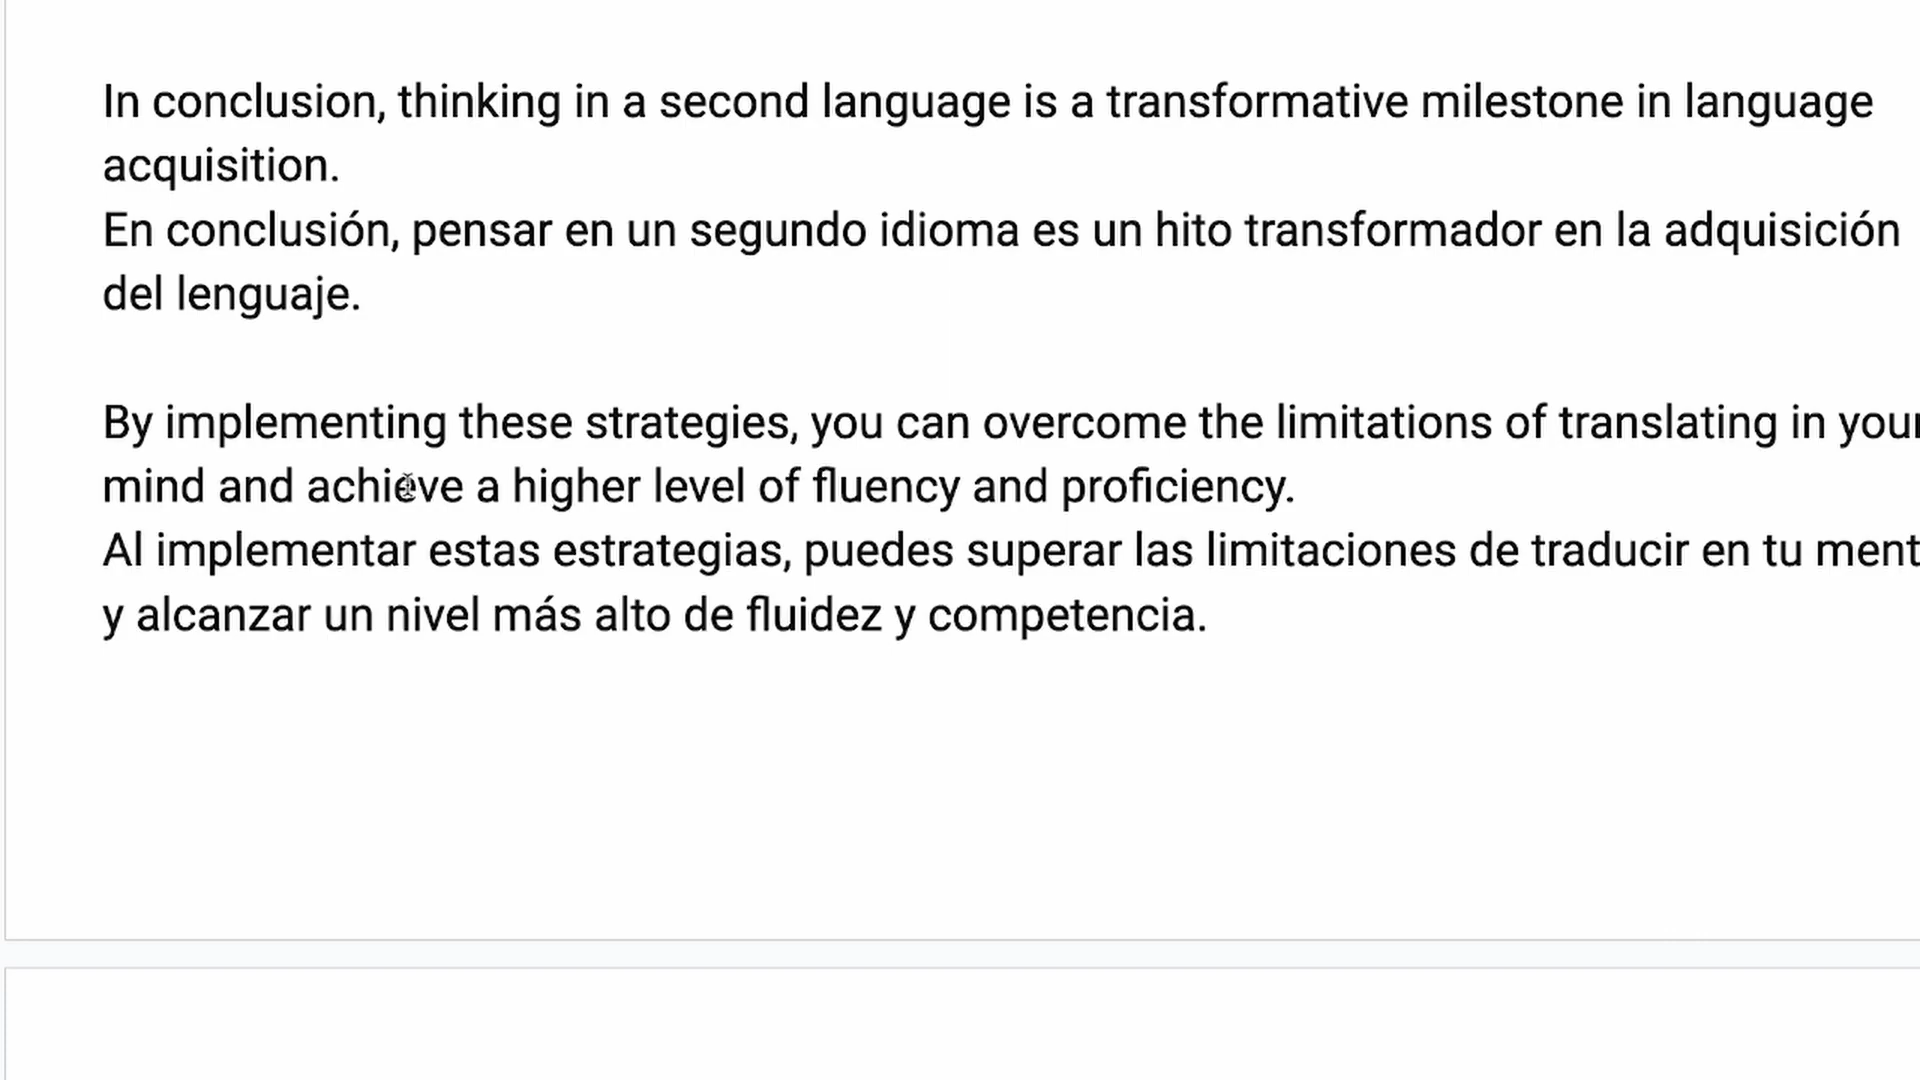 In conclusion, thinking in a second language is a transformative milestone in language
acquisition.
En conclusión, pensar en un segundo idioma es un hito transformador en la adquisición
del lenguaje.
By implementing these strategies, you can overcome the limitations of translating in your
mind and achieve a higher level of fluency and proficiency.
Al implementar estas estrategias, puedes superar las limitaciones de traducir en tu ment
y alcanzar un nivel más alto de fluidez y competencia.